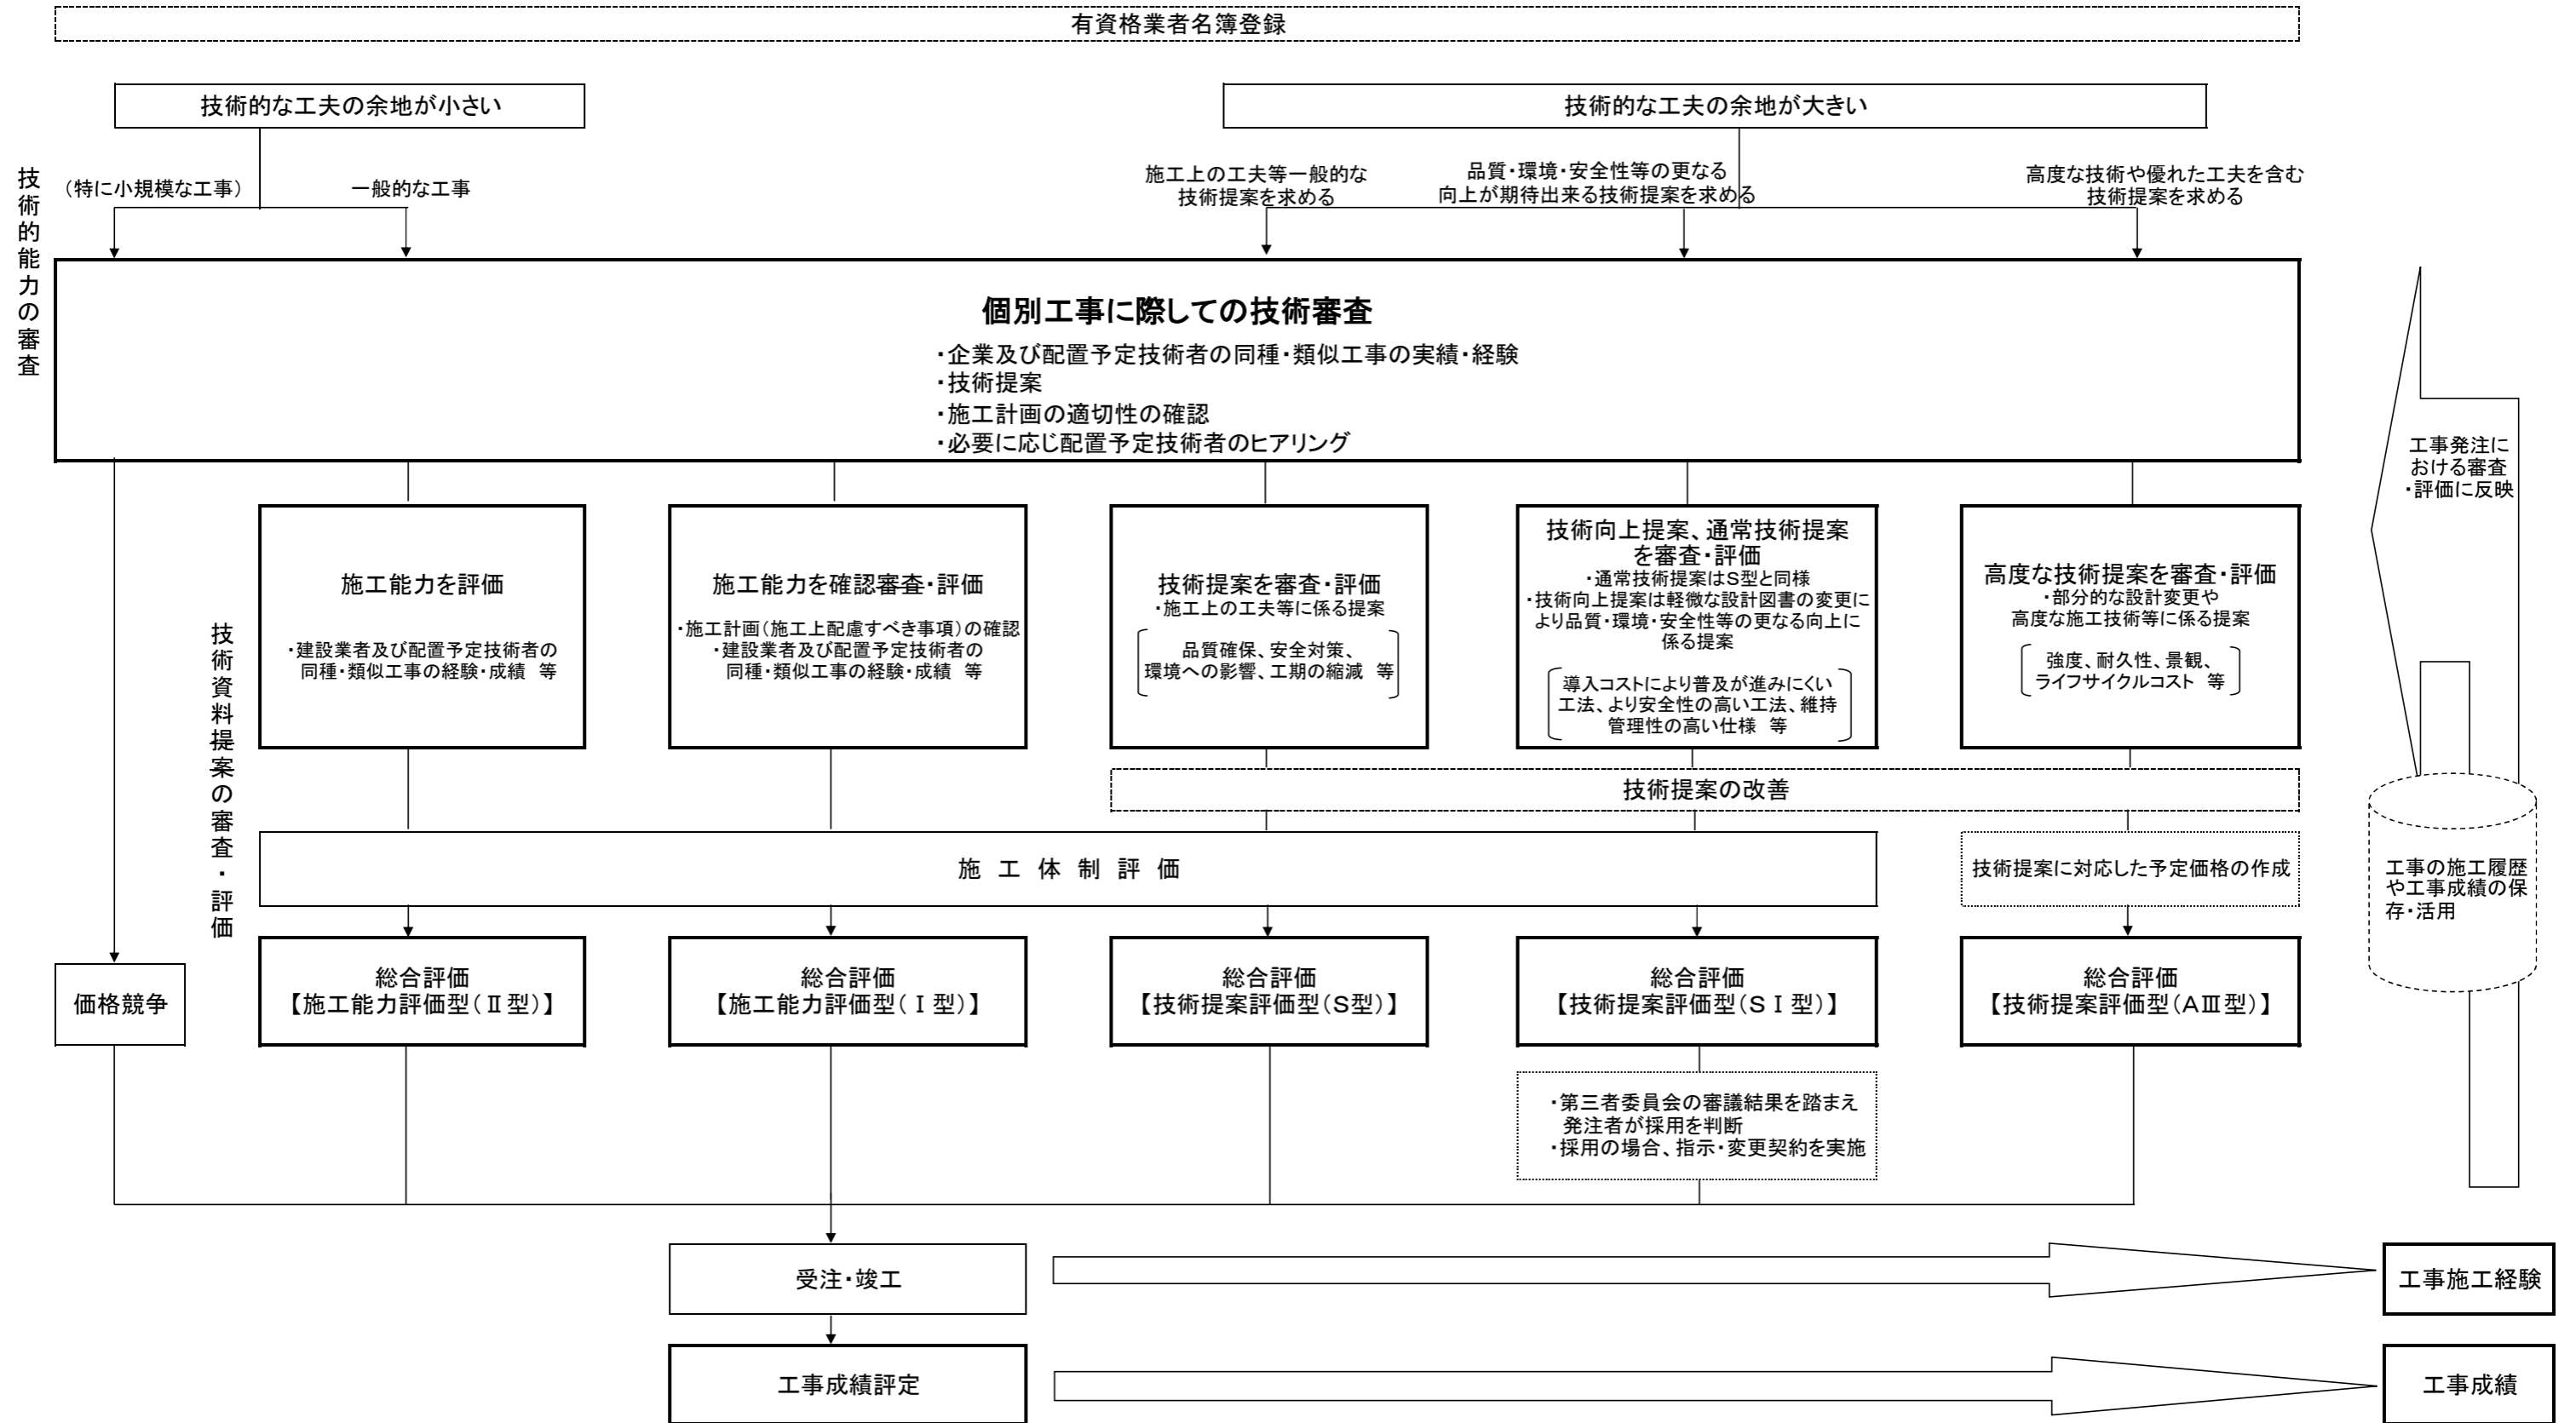 有資格業者名簿登録
技術的な工夫の余地が小さい
技術的な工夫の余地が大きい
技術的能力の審査
（特に小規模な工事）
一般的な工事
施工上の工夫等一般的な
技術提案を求める
品質・環境・安全性等の更なる
向上が期待出来る技術提案を求める
高度な技術や優れた工夫を含む
技術提案を求める
個別工事に際しての技術審査
・企業及び配置予定技術者の同種・類似工事の実績・経験
・技術提案
・施工計画の適切性の確認
・必要に応じ配置予定技術者のヒアリング
技術資料提案の審査・評価
施工能力を評価
・建設業者及び配置予定技術者の
同種・類似工事の経験・成績　等
施工能力を確認審査・評価
・施工計画（施工上配慮すべき事項）の確認
・建設業者及び配置予定技術者の
同種・類似工事の経験・成績　等
技術提案を審査・評価
・施工上の工夫等に係る提案
品質確保、安全対策、
環境への影響、工期の縮減　等
技術向上提案、通常技術提案
を審査・評価
・通常技術提案はS型と同様
・技術向上提案は軽微な設計図書の変更に
より品質・環境・安全性等の更なる向上に
係る提案
導入コストにより普及が進みにくい
工法、より安全性の高い工法、維持
管理性の高い仕様　等
高度な技術提案を審査・評価
・部分的な設計変更や
高度な施工技術等に係る提案
強度、耐久性、景観、
ライフサイクルコスト　等
技術提案の改善
施工体制評価
技術提案に対応した予定価格の作成
価格競争
総合評価
【施工能力評価型（Ⅱ型）】
総合評価
【施工能力評価型（Ⅰ型）】
総合評価
【技術提案評価型（S型）】
総合評価
【技術提案評価型（SⅠ型）】
総合評価
【技術提案評価型（AⅢ型）】
・第三者委員会の審議結果を踏まえ
発注者が採用を判断
・採用の場合、指示・変更契約を実施
工事発注に
おける審査
・評価に反映
工事の施工履歴
や工事成績の保
存・活用
受注・竣工
工事施工経験
工事成績評定
工事成績